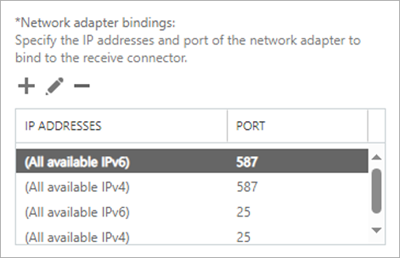 *Network adapter bindings:
Specify the IP addresses and port of the network adapter to
bind to the receive connector.
IP ADDRESSES PORT
(All available IPv6) 587
(All available IPv4) 587
(All available IPv6) 25
(All available IPv4) 25